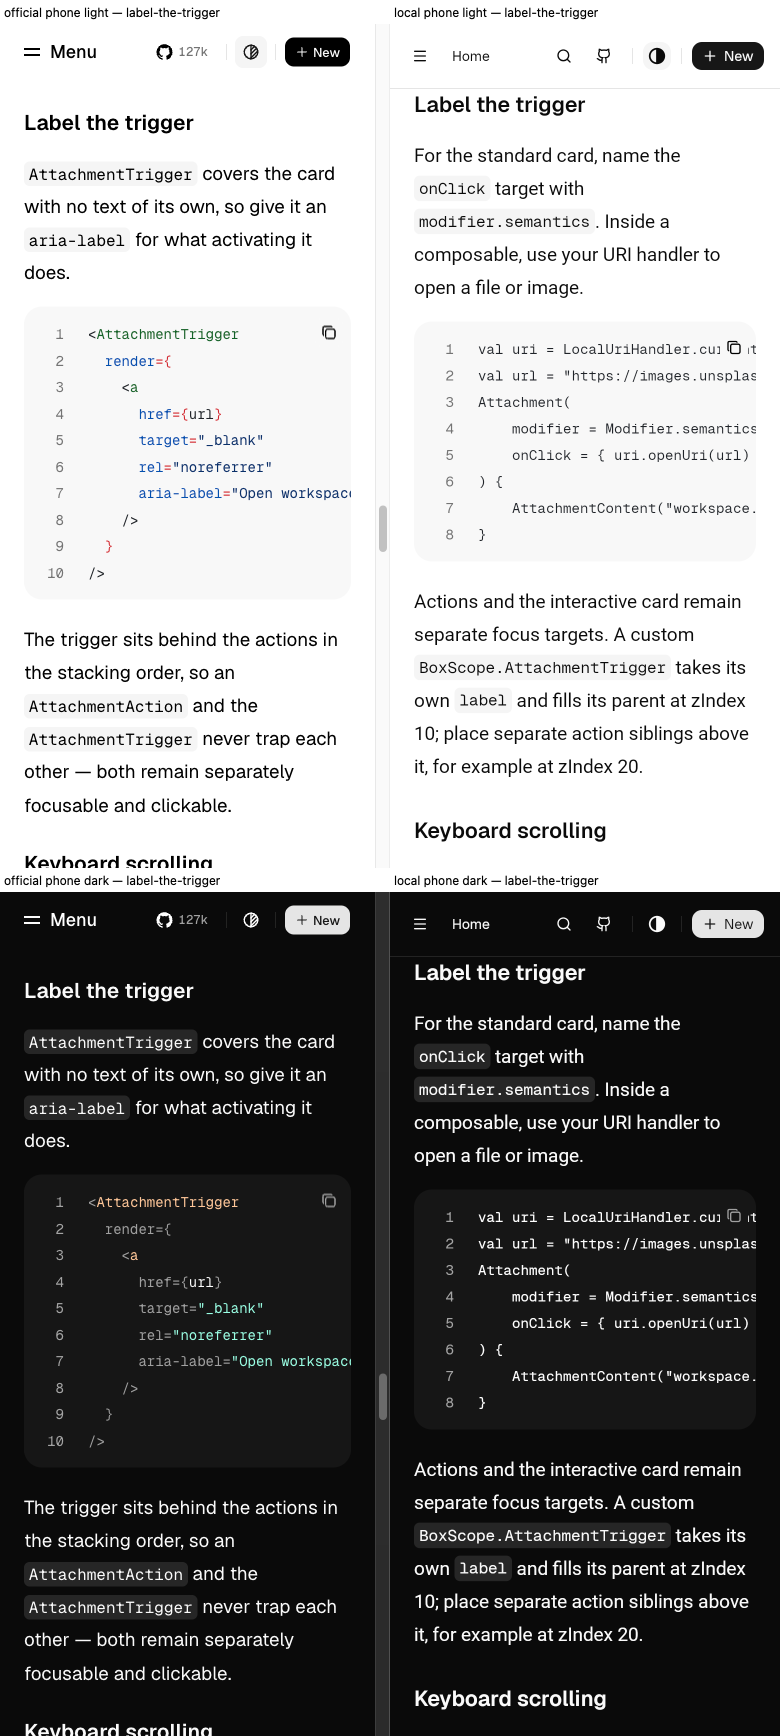 official phone light — label-the-trigger
Menu
127k
New
Label the trigger
AttachmentTrigger covers the card
with no text of its own, so give it an
aria-label for what activating it
does.
1 <AttachmentTrigger
2 render={
3 <a
4 href={url}
5 target="_blank"
6 rel="noreferrer"
7 aria-label="Open workspac
8 />
9 }
10 />
The trigger sits behind the actions in
the stacking order, so an
AttachmentAction and the
AttachmentTrigger never trap each
other — both remain separately
focusable and clickable.
Keyboard scrolling
local phone light — label-the-trigger
Home
New
Label the trigger
For the standard card, name the
onClick target with
modifier.semantics. Inside a
composable, use your URI handler to
open a file or image.
1 val uri = LocalUriHandler.cur
2 val url = "https://images.unsplas
3 Attachment(
4 modifier = Modifier.semantics
5 onClick = { uri.openUri(url)
6 ) {
7 AttachmentContent("workspace.
8 }
Actions and the interactive card remain
separate focus targets. A custom
BoxScope.AttachmentTrigger takes its
own label and fills its parent at zIndex
10; place separate action siblings above
it, for example at zIndex 20.
Keyboard scrolling
official phone dark — label-the-trigger
Menu
127k
New
Label the trigger
AttachmentTrigger covers the card
with no text of its own, so give it an
aria-label for what activating it
does.
1 <AttachmentTrigger
2 render={
3 <a
4 href={url}
5 target="_blank"
6 rel="noreferrer"
7 aria-label="Open workspac
8 />
9 }
10 />
The trigger sits behind the actions in
the stacking order, so an
AttachmentAction and the
AttachmentTrigger never trap each
other — both remain separately
focusable and clickable.
Keyboard scrolling
local phone dark — label-the-trigger
Home
New
Label the trigger
For the standard card, name the
onClick target with
modifier.semantics. Inside a
composable, use your URI handler to
open a file or image.
1 val uri = LocalUriHandler.cur
2 val url = "https://images.unsplas
3 Attachment(
4 modifier = Modifier.semantics
5 onClick = { uri.openUri(url)
6 ) {
7 AttachmentContent("workspace.
8 }
Actions and the interactive card remain
separate focus targets. A custom
BoxScope.AttachmentTrigger takes its
own label and fills its parent at zIndex
10; place separate action siblings above
it, for example at zIndex 20.
Keyboard scrolling